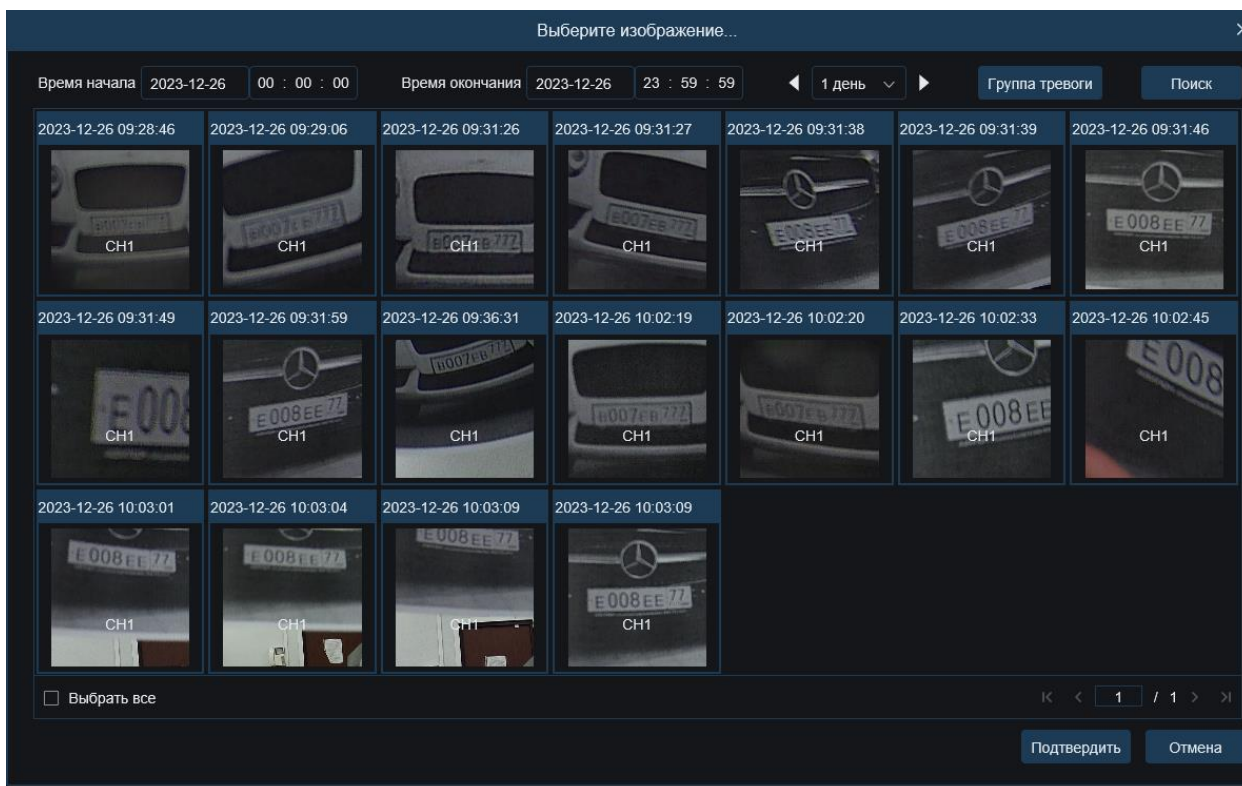 Выберите изображение...
Время начала 2023-12-26 00 : 00 : 00 Время окончания 2023-12-26 23 : 59 : 59 1 день Группа тревоги Поиск
2023-12-26 09:28:46 2023-12-26 09:29:06 2023-12-26 09:31:26 2023-12-26 09:31:27 2023-12-26 09:31:38 2023-12-26 09:31:39 2023-12-26 09:31:46
E008EE 77
CH1 CH1 CH1 CH1 CH1 CH1 CH1
2023-12-26 09:31:49 2023-12-26 09:31:59 2023-12-26 09:36:31 2023-12-26 10:02:19 2023-12-26 10:02:20 2023-12-26 10:02:33 2023-12-26 10:02:45
E008 E008EE 77 E008EE E008
CH1 CH1 CH1 CH1 CH1 CH1 CH1
2023-12-26 10:03:01 2023-12-26 10:03:04 2023-12-26 10:03:09 2023-12-26 10:03:09
E008EE 77 E008EE 77 E008EE 77 E008EE 77
CH1 CH1 CH1 CH1
Выбрать все 1 / 1
Подтвердить Отмена